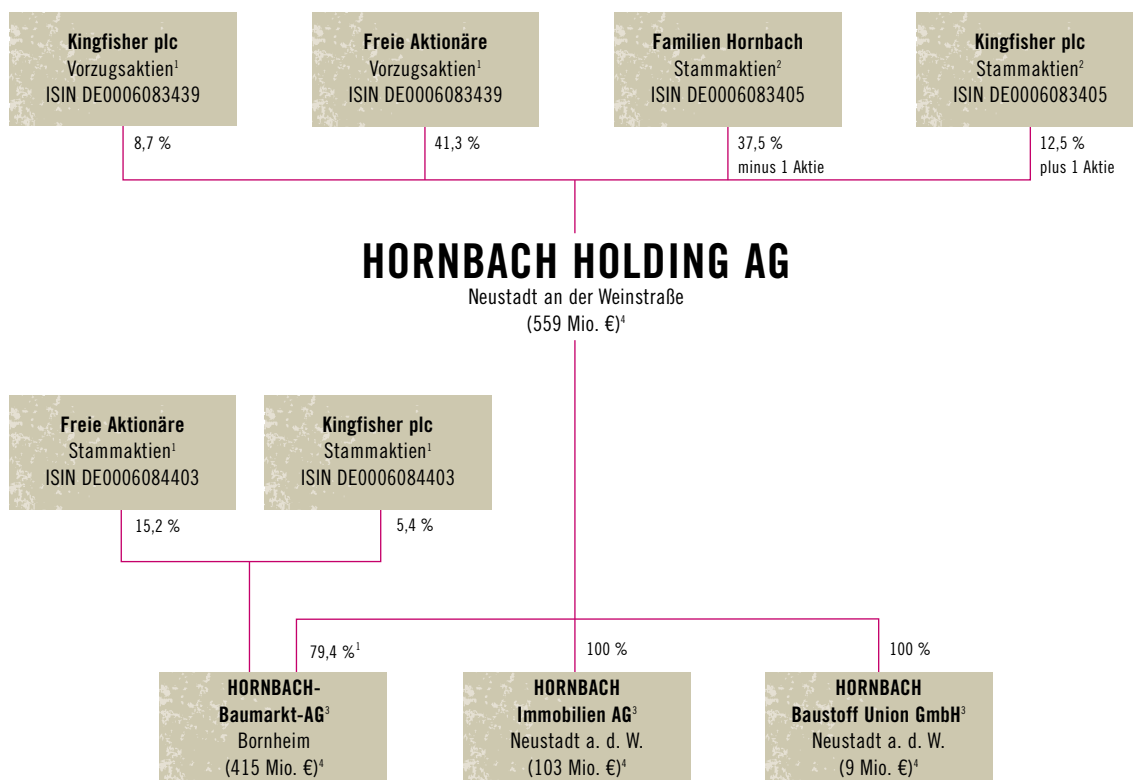 Kingfisher plc
Vorzugsaktien¹
ISIN DE0006083439
Freie Aktionäre
Vorzugsaktien¹
ISIN DE0006083439
Familien Hornbach
Stammaktien²
ISIN DE0006083405
Kingfisher plc
Stammaktien²
ISIN DE0006083405
8,7 %
41,3 %
37,5 %
minus 1 Aktie
12,5 %
plus 1 Aktie
HORNBACH HOLDING AG
Neustadt an der Weinstraße
(559 Mio. €)⁴
Freie Aktionäre
Stammaktien¹
ISIN DE0006084403
Kingfisher plc
Stammaktien¹
ISIN DE0006084403
15,2 %
5,4 %
79,4 %¹
100 %
100 %
HORNBACH-
Baumarkt-AG³
Bornheim
(415 Mio. €)⁴
HORNBACH
Immobilien AG³
Neustadt a. d. W.
(103 Mio. €)⁴
HORNBACH
Baustoff Union GmbH³
Neustadt a. d. W.
(9 Mio. €)⁴